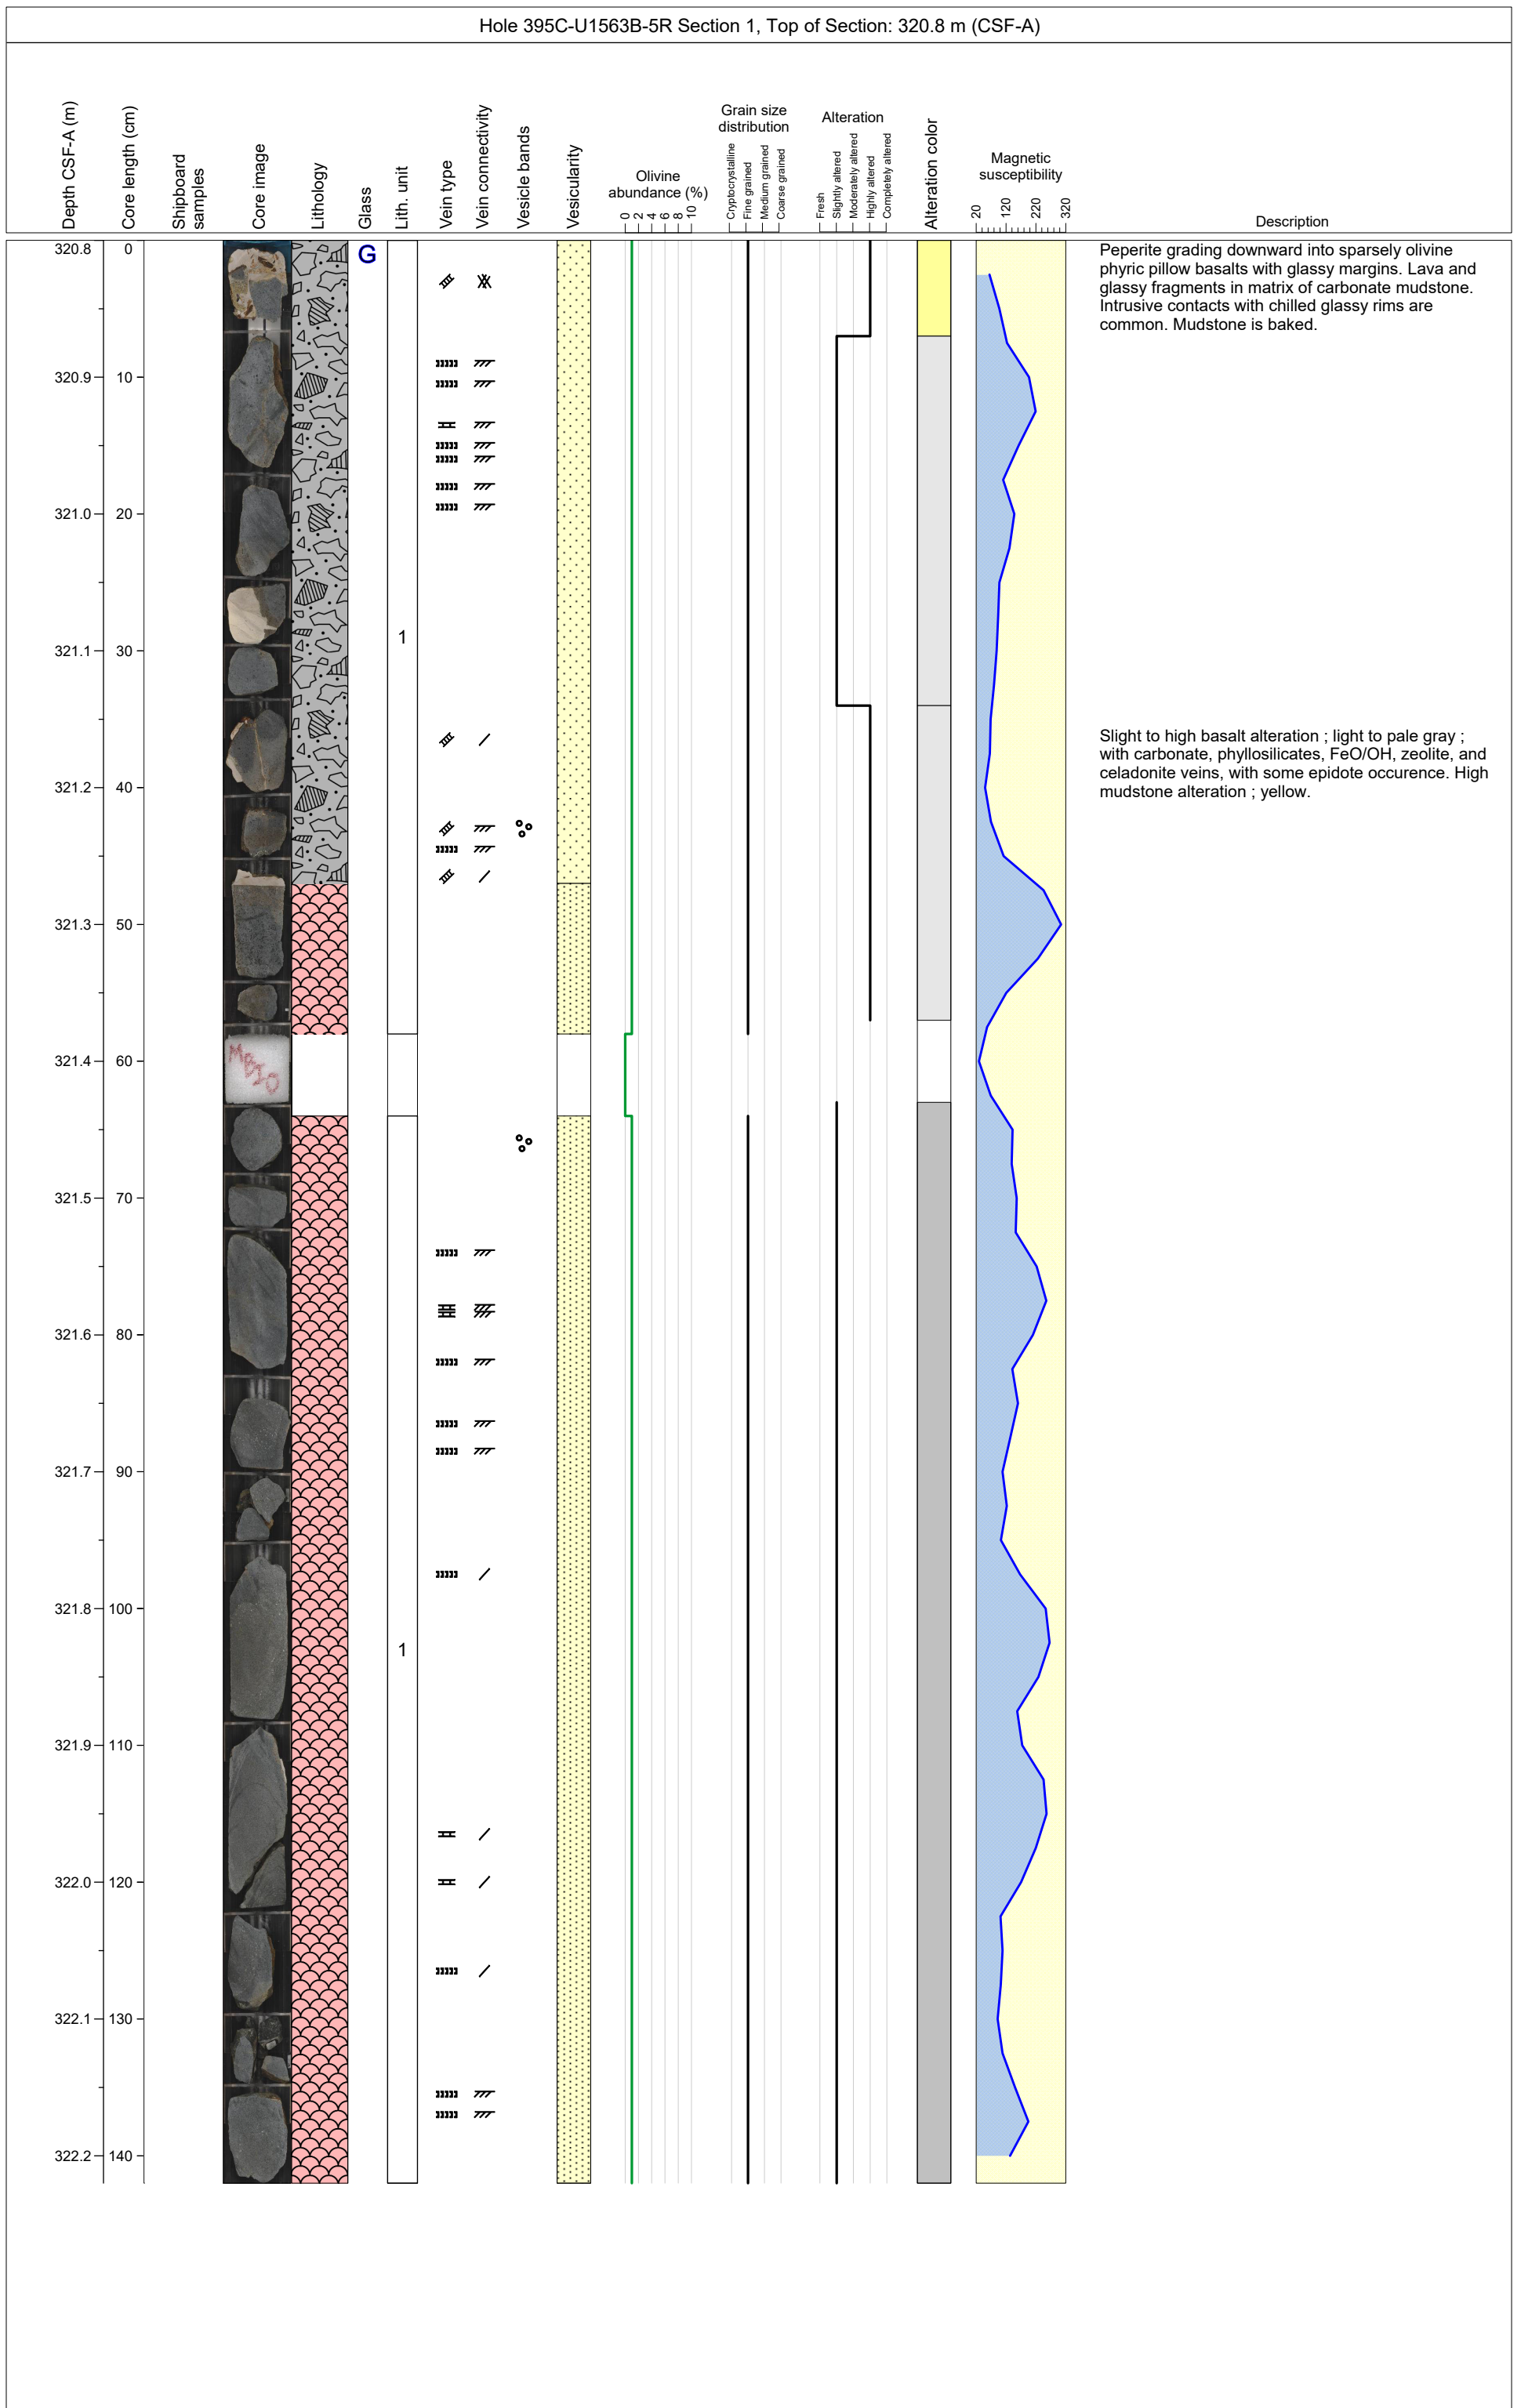 Hole 395C-U1563B-5R Section 1, Top of Section: 320.8 m (CSF-A)
Depth CSF-A (m)
Core length (cm)
Shipboard
samples
Core image
Lithology
Glass
Lith. unit
Vein type
Vein connectivity
Vesicle bands
Vesicularity
Olivine
abundance (%)
0 2 4 6 8 10
Grain size
distribution
Cryptocrystalline
Fine grained
Medium grained
Coarse grained
Alteration
Fresh
Slightly altered
Moderately altered
Highly altered
Completely altered
Alteration color
Magnetic
susceptibility
20 120 220 320
Description
320.8 0
G
Peperite grading downward into sparsely olivine
phyric pillow basalts with glassy margins. Lava and
glassy fragments in matrix of carbonate mudstone.
Intrusive contacts with chilled glassy rims are
common. Mudstone is baked.
320.9 10
321.0 20
1
321.1 30
Slight to high basalt alteration ; light to pale gray ;
with carbonate, phyllosilicates, FeO/OH, zeolite, and
celadonite veins, with some epidote occurence. High
mudstone alteration ; yellow.
321.2 40
321.3 50
321.4 60
MBIO
321.5 70
321.6 80
321.7 90
321.8 100
1
321.9 110
322.0 120
322.1 130
322.2 140